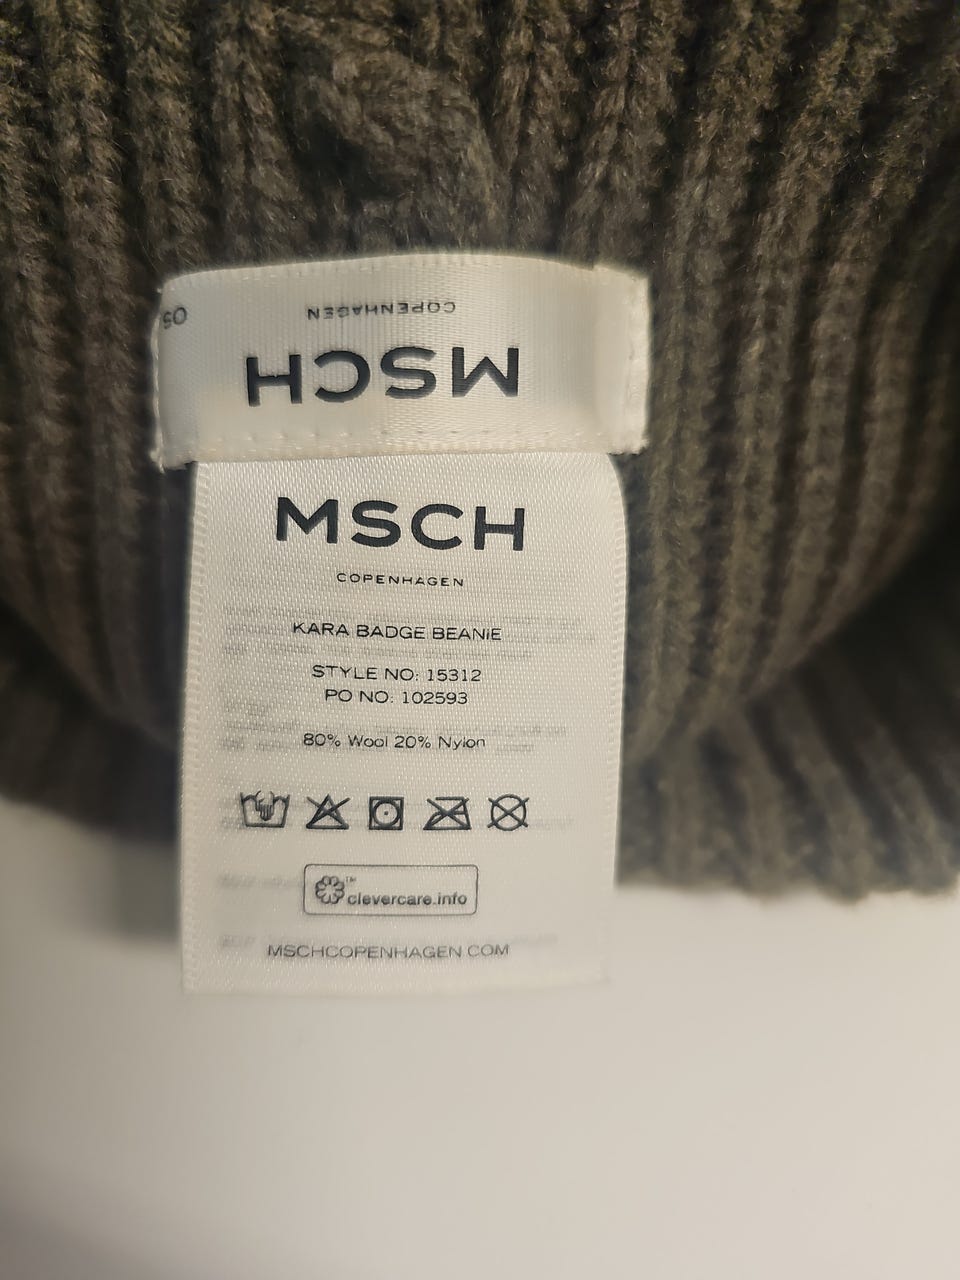 OS
COPENHAGEN
MSCH
MSCH
COPENHAGEN
KARA BADGE BEANIE
STYLE NO: 15312
PO NO: 102593
80% Wool 20% Nylon
clevercare.info
MSCHCOPENHAGEN.COM